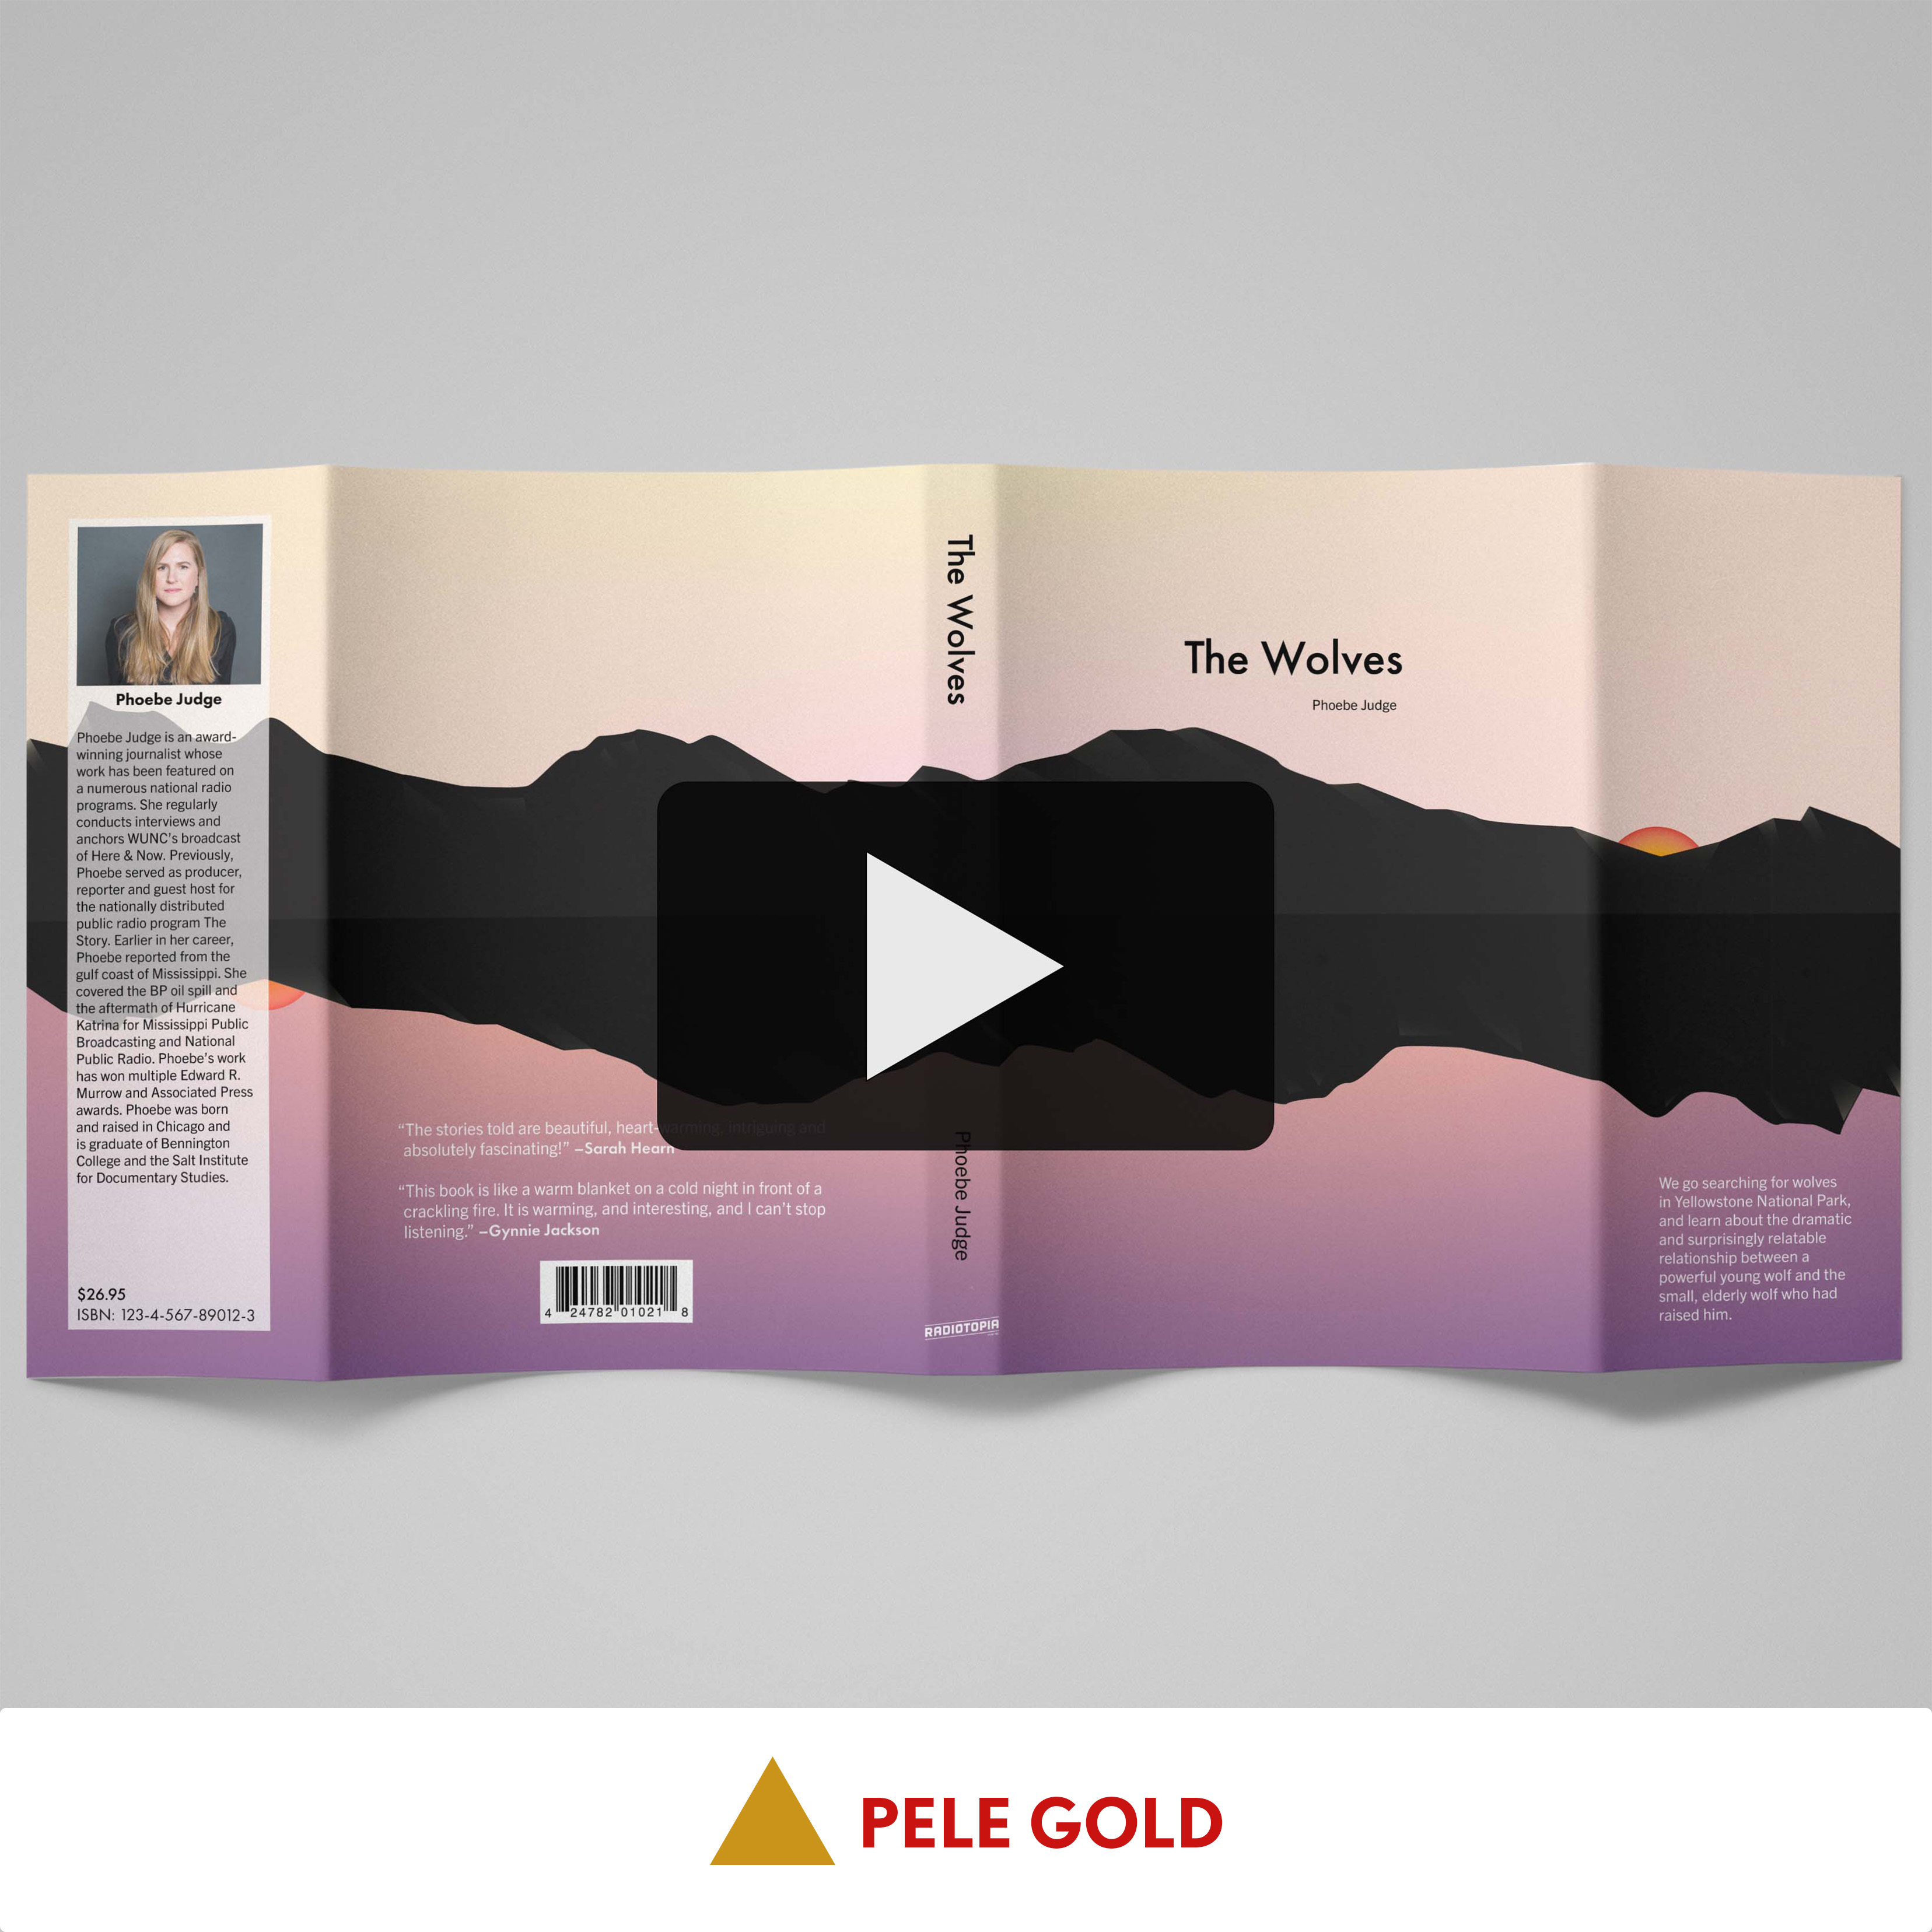 Phoebe Judge
Phoebe Judge is an award-
winning journalist whose
work has been featured on
a numerous national radio
programs. She regularly
conducts interviews and
anchors WUNC's broadcast
of Here & Now. Previously,
Phoebe served as producer,
reporter and guest host for
the nationally distributed
public radio program The
Story. Earlier in her career,
Phoebe reported from the
gulf coast of Mississippi. She
covered the BP oil spill and
the aftermath of Hurricane
Katrina for Mississippi Public
Broadcasting and National
Public Radio. Phoebe's work
has won multiple Edward R.
Murrow and Associated Press
awards. Phoebe was born
and raised in Chicago and
is graduate of Bennington
College and the Salt Institute
for Documentary Studies.
$26.95
ISBN: 123-4-567-89012-3
“The stories told are beautiful, heart-warming, intriguing and
absolutely fascinating!” –Sarah Hearn
“This book is like a warm blanket on a cold night in front of a
crackling fire. It is warming, and interesting, and I can't stop
listening.” –Gynnie Jackson
4 24782 01021 8
The Wolves
Phoebe Judge
RADIOTOPIA
The Wolves
Phoebe Judge
We go searching for wolves
in Yellowstone National Park,
and learn about the dramatic
and surprisingly relatable
relationship between a
powerful young wolf and the
small, elderly wolf who had
raised him.
PELE GOLD